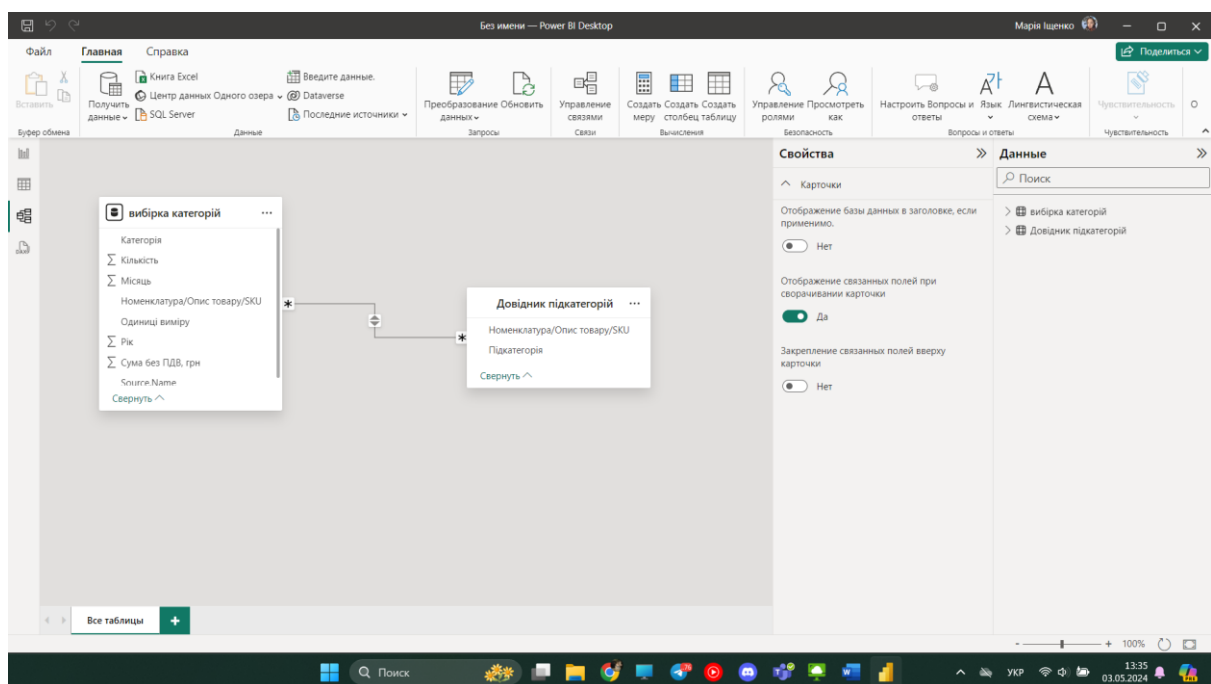 Без имени — Power BI Desktop
Марія Іщенко
Файл Главная Справка
Поделиться
Вставить
Буфер обмена
Получить данные
Книга Excel
Центр данных Одного озера
SQL Server
Введите данные.
Dataverse
Последние источники
Данные
Преобразование данных
Обновить
Запросы
Управление связями
Связи
Создать меру
Создать столбец
Создать таблицу
Вычисления
Управление ролями
Просмотреть как
Безопасность
Настроить Вопросы и ответы
Язык
Лингвистическая схема
Вопросы и ответы
Чувствительность
Чувствительность
О
вибірка категорій
Категорія
Кількість
Місяць
Номенклатура/Опис товару/SKU
Одиниці виміру
Рік
Сума без ПДВ, грн
Source.Name
Свернуть
Довідник підкатегорій
Номенклатура/Опис товару/SKU
Підкатегорія
Свернуть
Свойства
Карточки
Отображение базы данных в заголовке, если
применимо.
Нет
Отображение связанных полей при
сворачивании карточки
Да
Закрепление связанных полей вверху
карточки
Нет
Данные
Поиск
вибірка категорій
Довідник підкатегорій
Все таблицы
100%
Поиск
УКР
13:35
03.05.2024